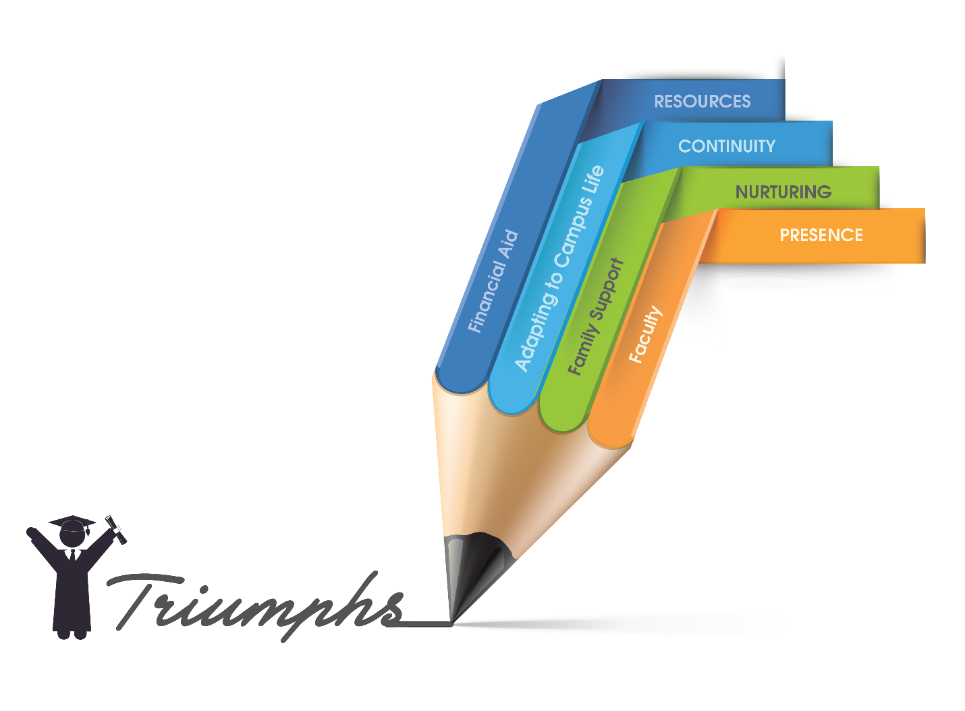 RESOURCES
CONTINUITY
NURTURING
PRESENCE
Financial Aid
Adapting to Campus Life
Family Support
Faculty
Triumphs